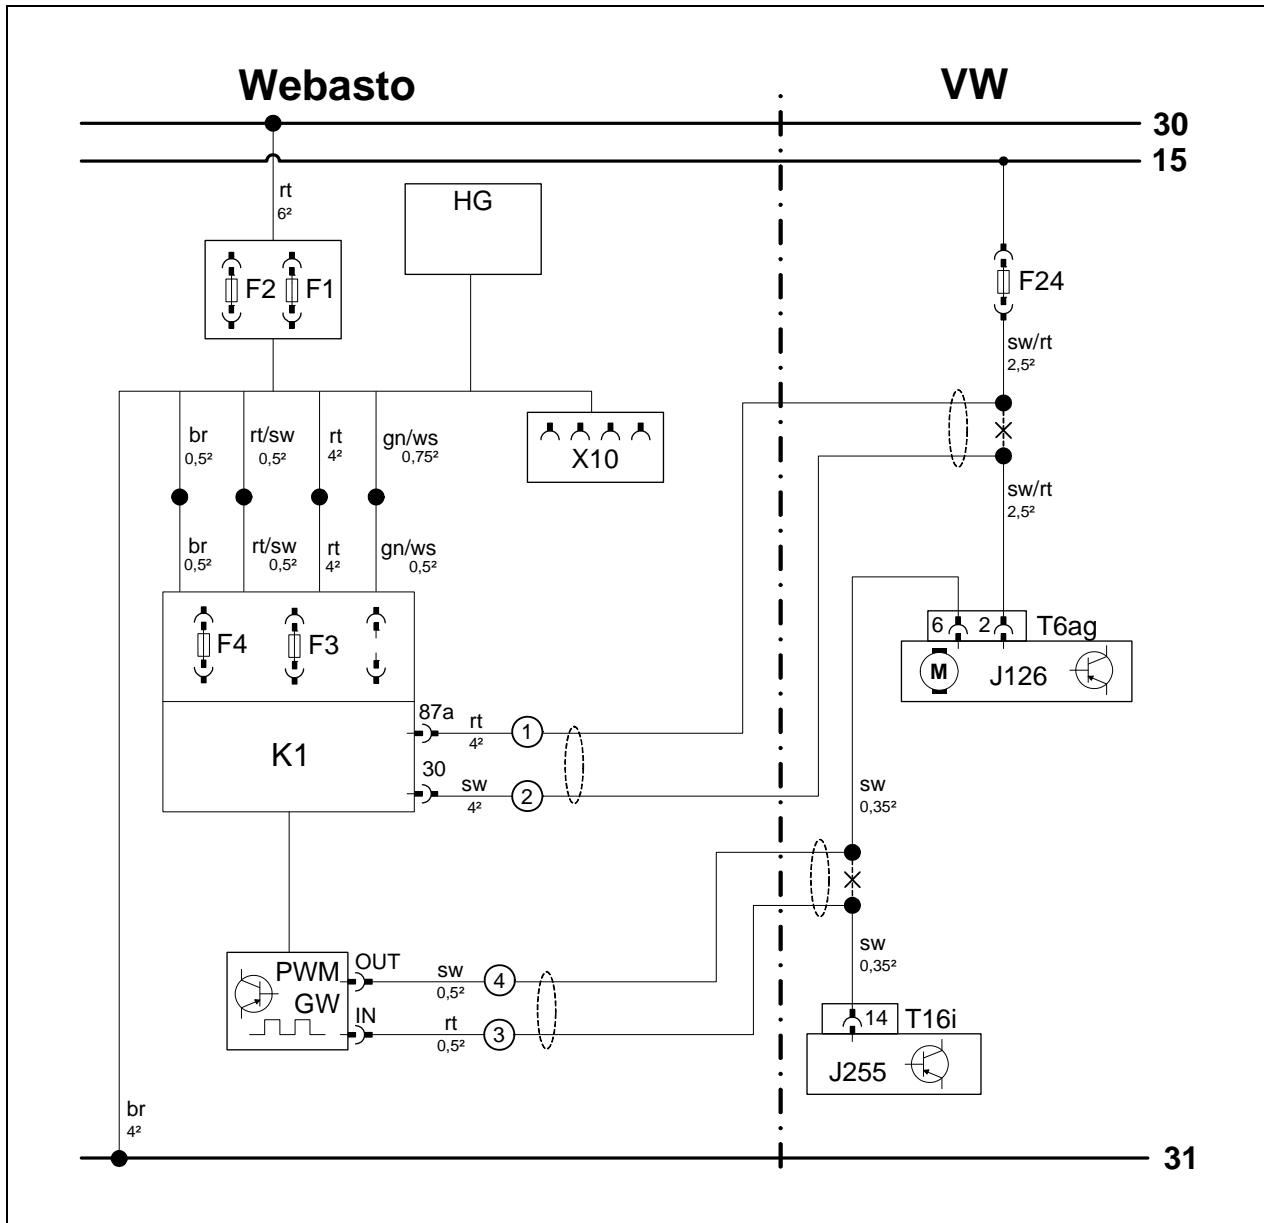 Webasto
VW
30
15
rt
6²
HG
F2
F1
F24
sw/rt
2,5²
br
0,5²
rt/sw
0,5²
rt
4²
gn/ws
0,75²
X10
sw/rt
2,5²
br
0,5²
rt/sw
0,5²
rt
4²
gn/ws
0,5²
F4
F3
6
2
T6ag
M
J126
87a
rt
4²
1
K1
30
sw
4²
2
sw
0,35²
PWM
GW
OUT
sw
0,5²
4
IN
rt
0,5²
3
sw
0,35²
14
T16i
J255
br
4²
31